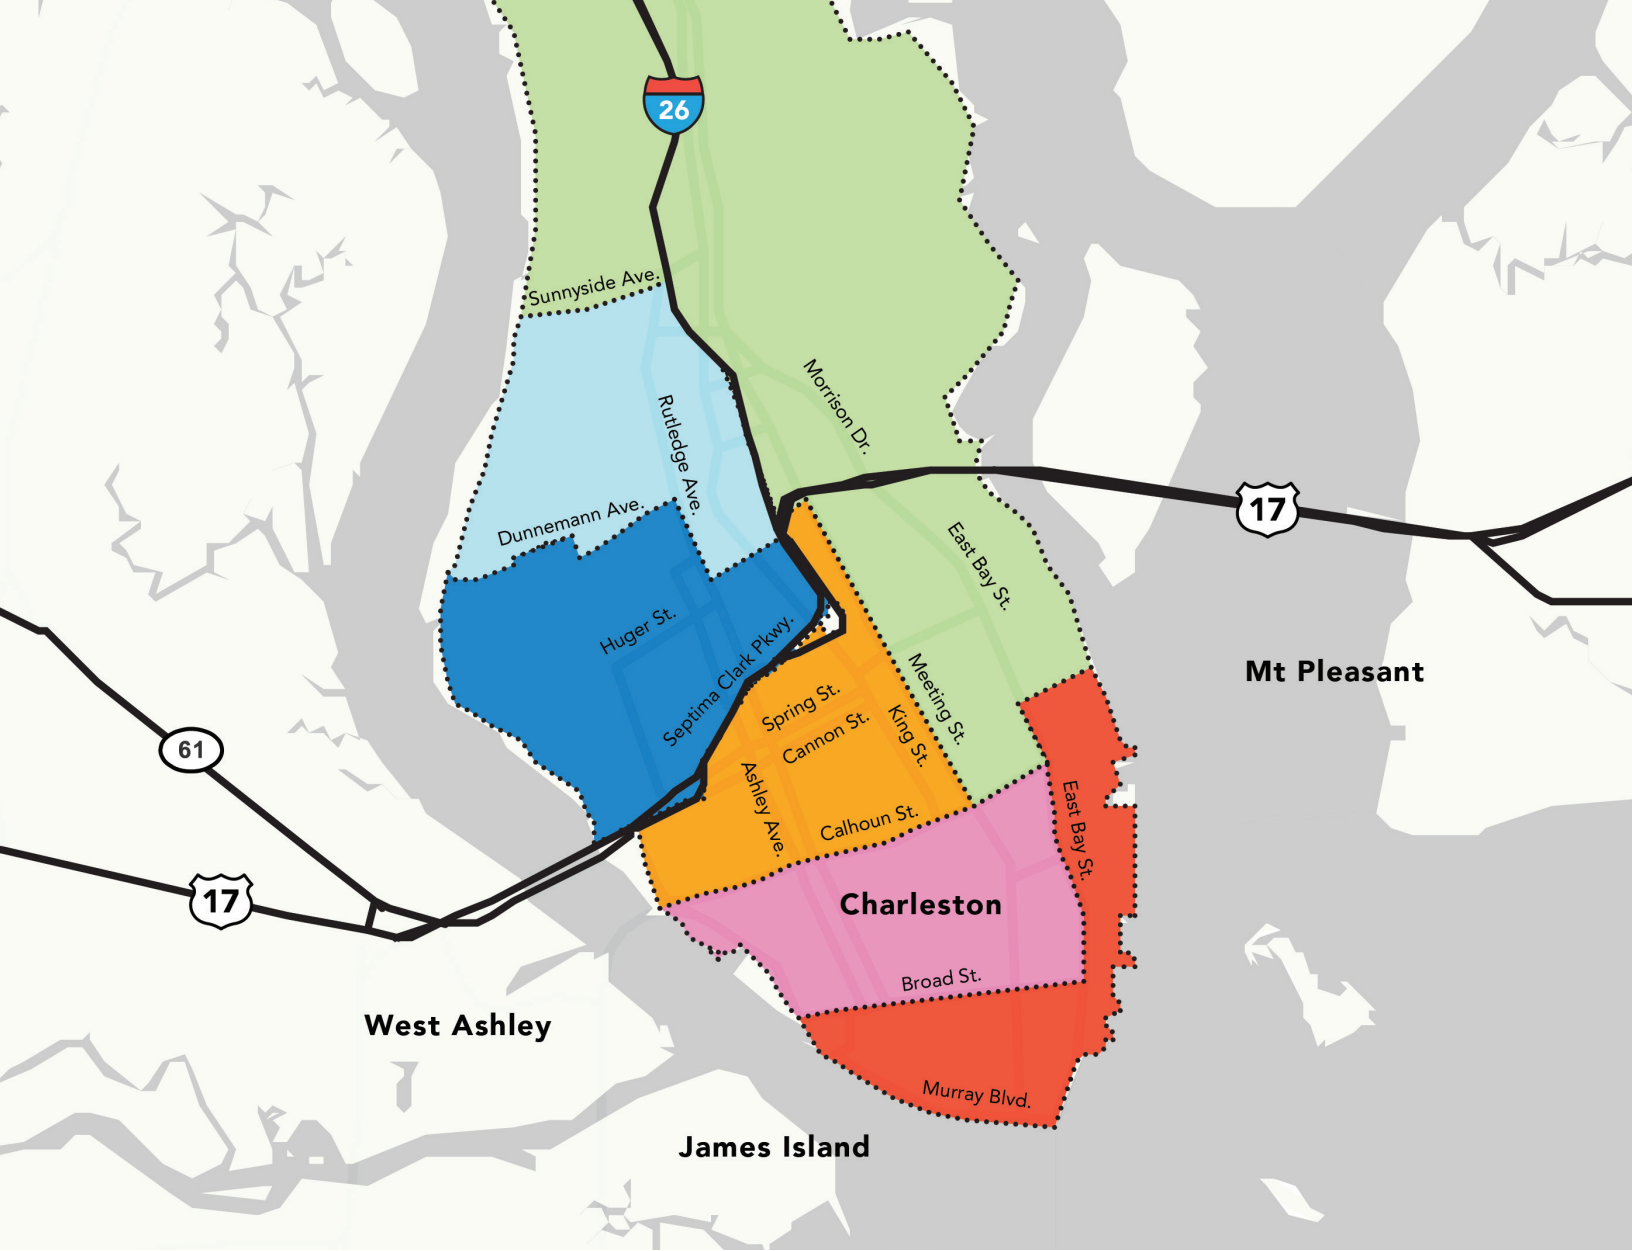 26
Sunnyside Ave.
Morrison Dr.
Rutledge Ave.
Dunnemann Ave.
17
East Bay St.
Huger St.
Septima Clark Pkwy.
Mt Pleasant
Meeting St.
Spring St.
King St.
Cannon St.
61
Ashley Ave.
East Bay St.
Calhoun St.
17
Charleston
Broad St.
West Ashley
Murray Blvd.
James Island